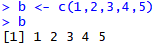 > b <- c(1,2,3,4,5)
> b
[1] 1 2 3 4 5